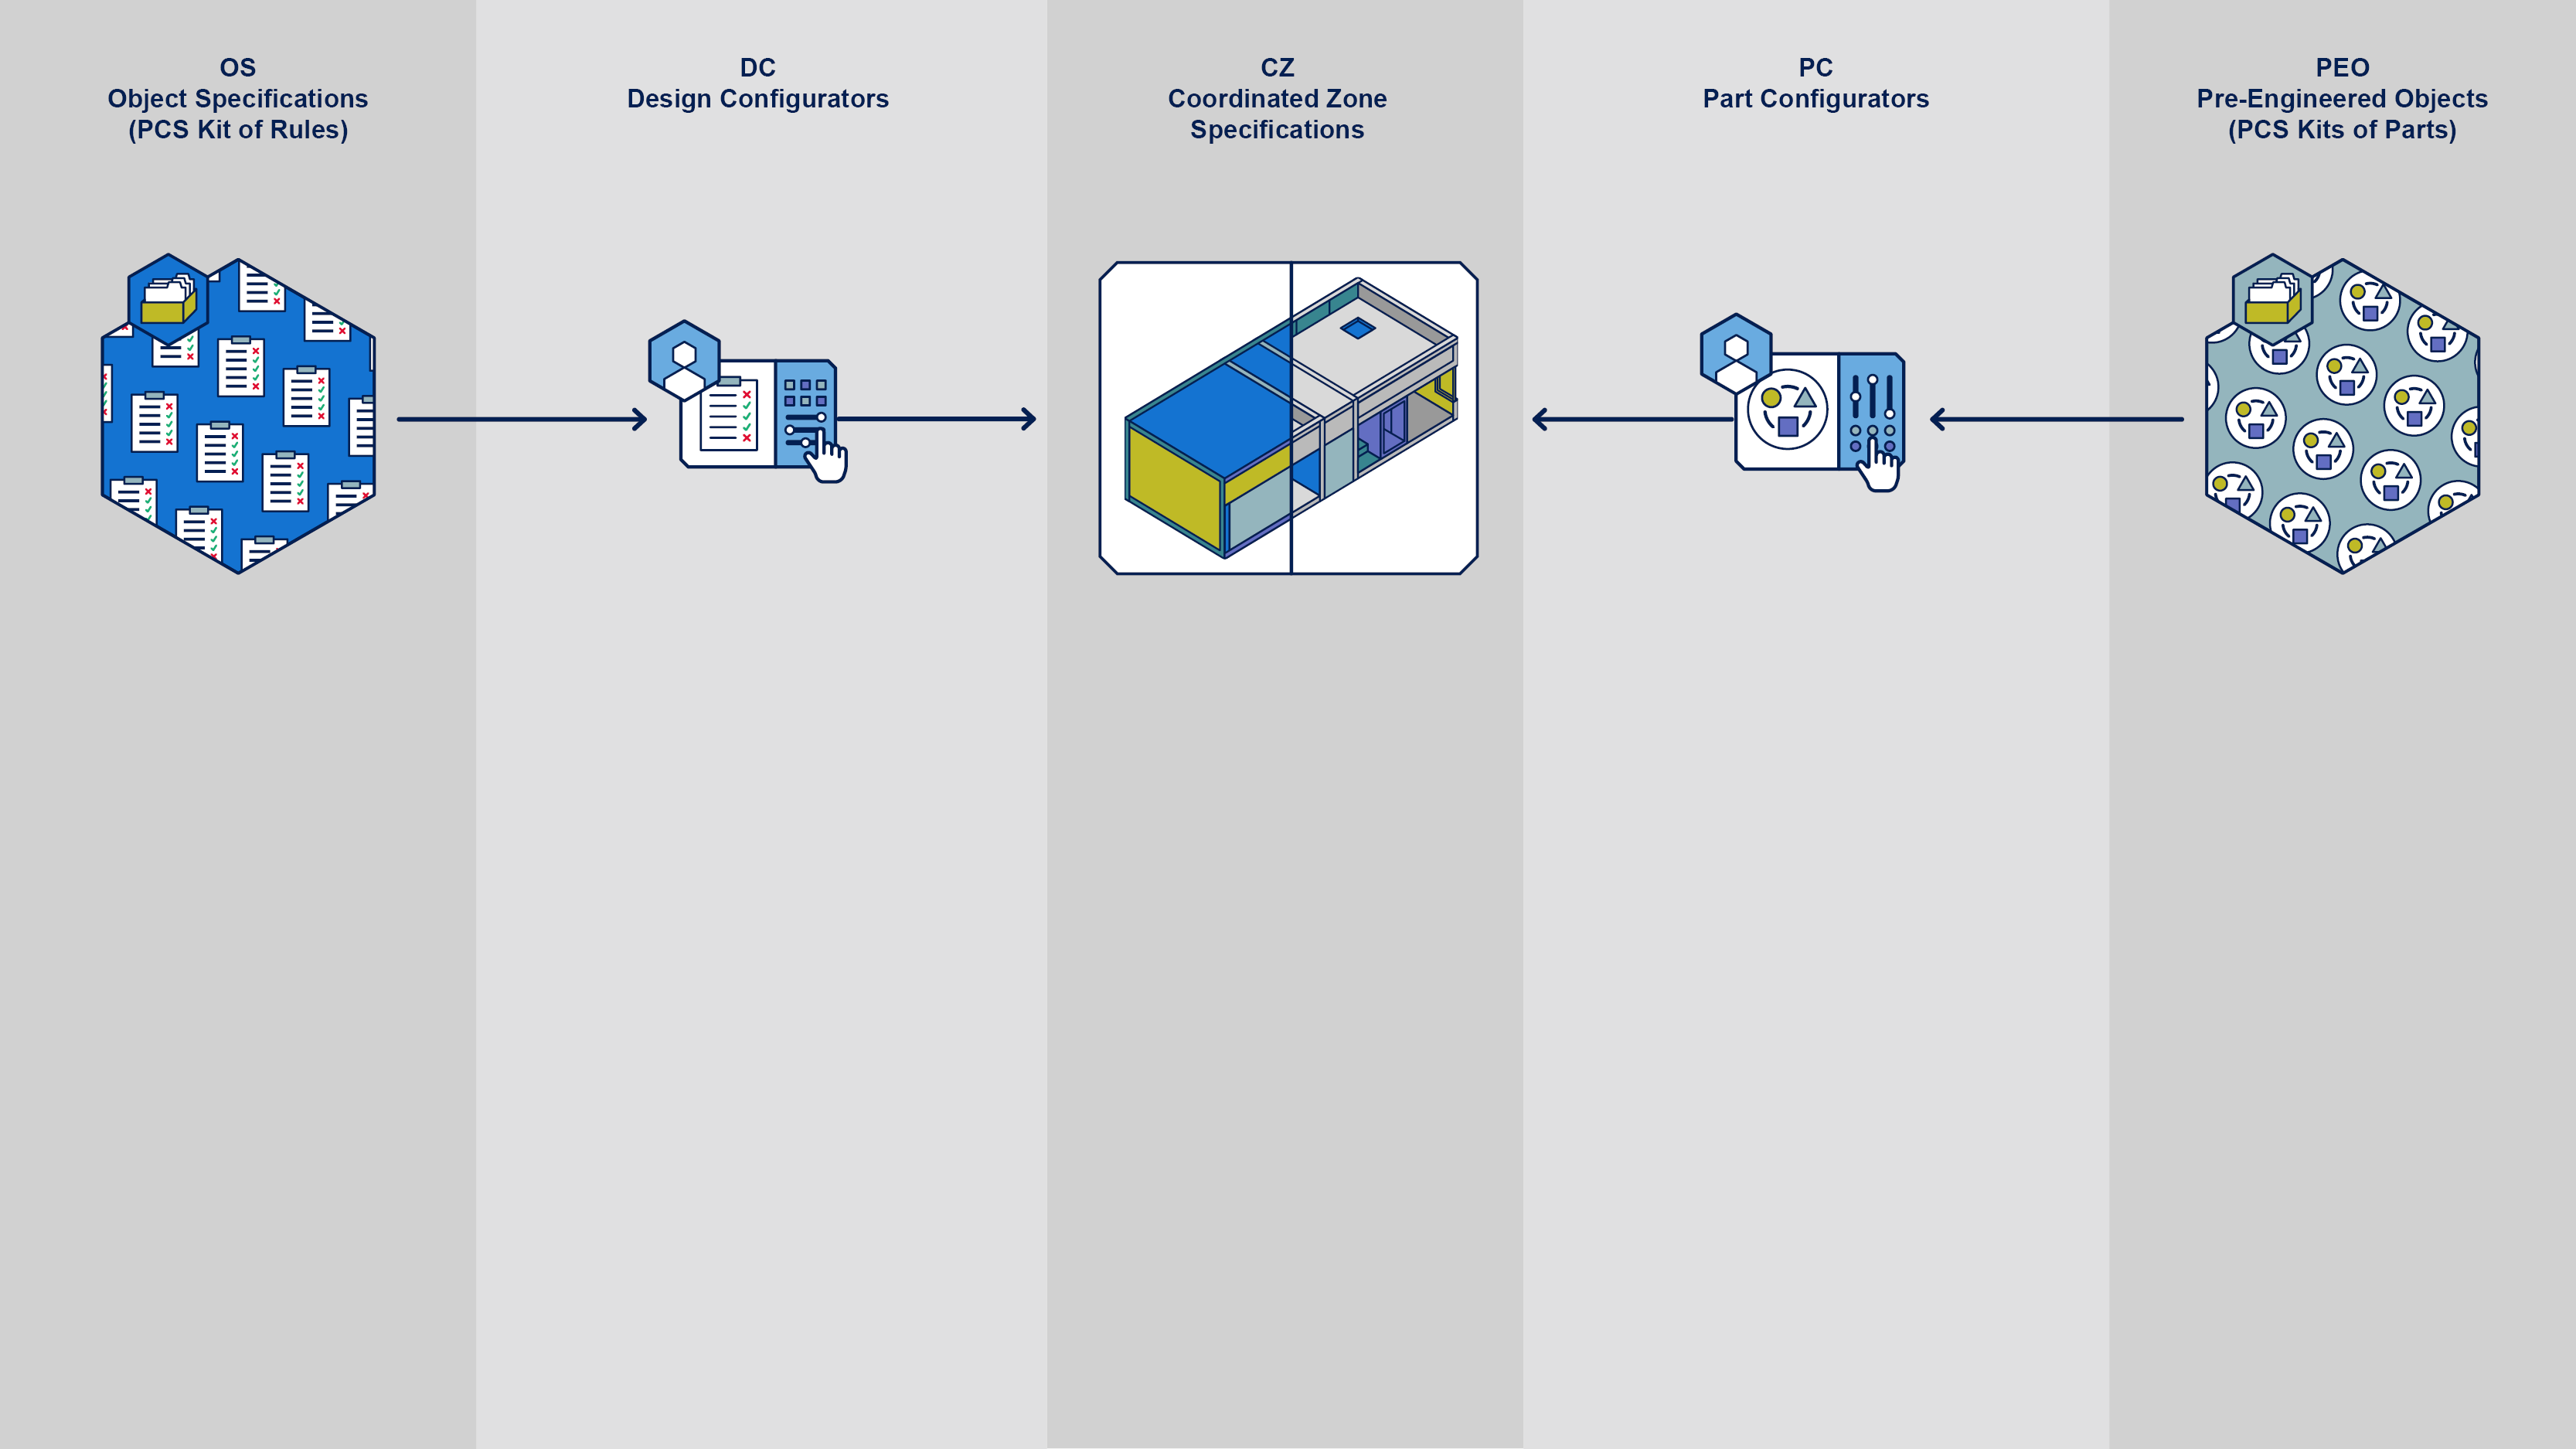 OS
Object Specifications
(PCS Kit of Rules)
DC
Design Configurators
CZ
Coordinated Zone
Specifications
PC
Part Configurators
PEO
Pre-Engineered Objects
(PCS Kits of Parts)